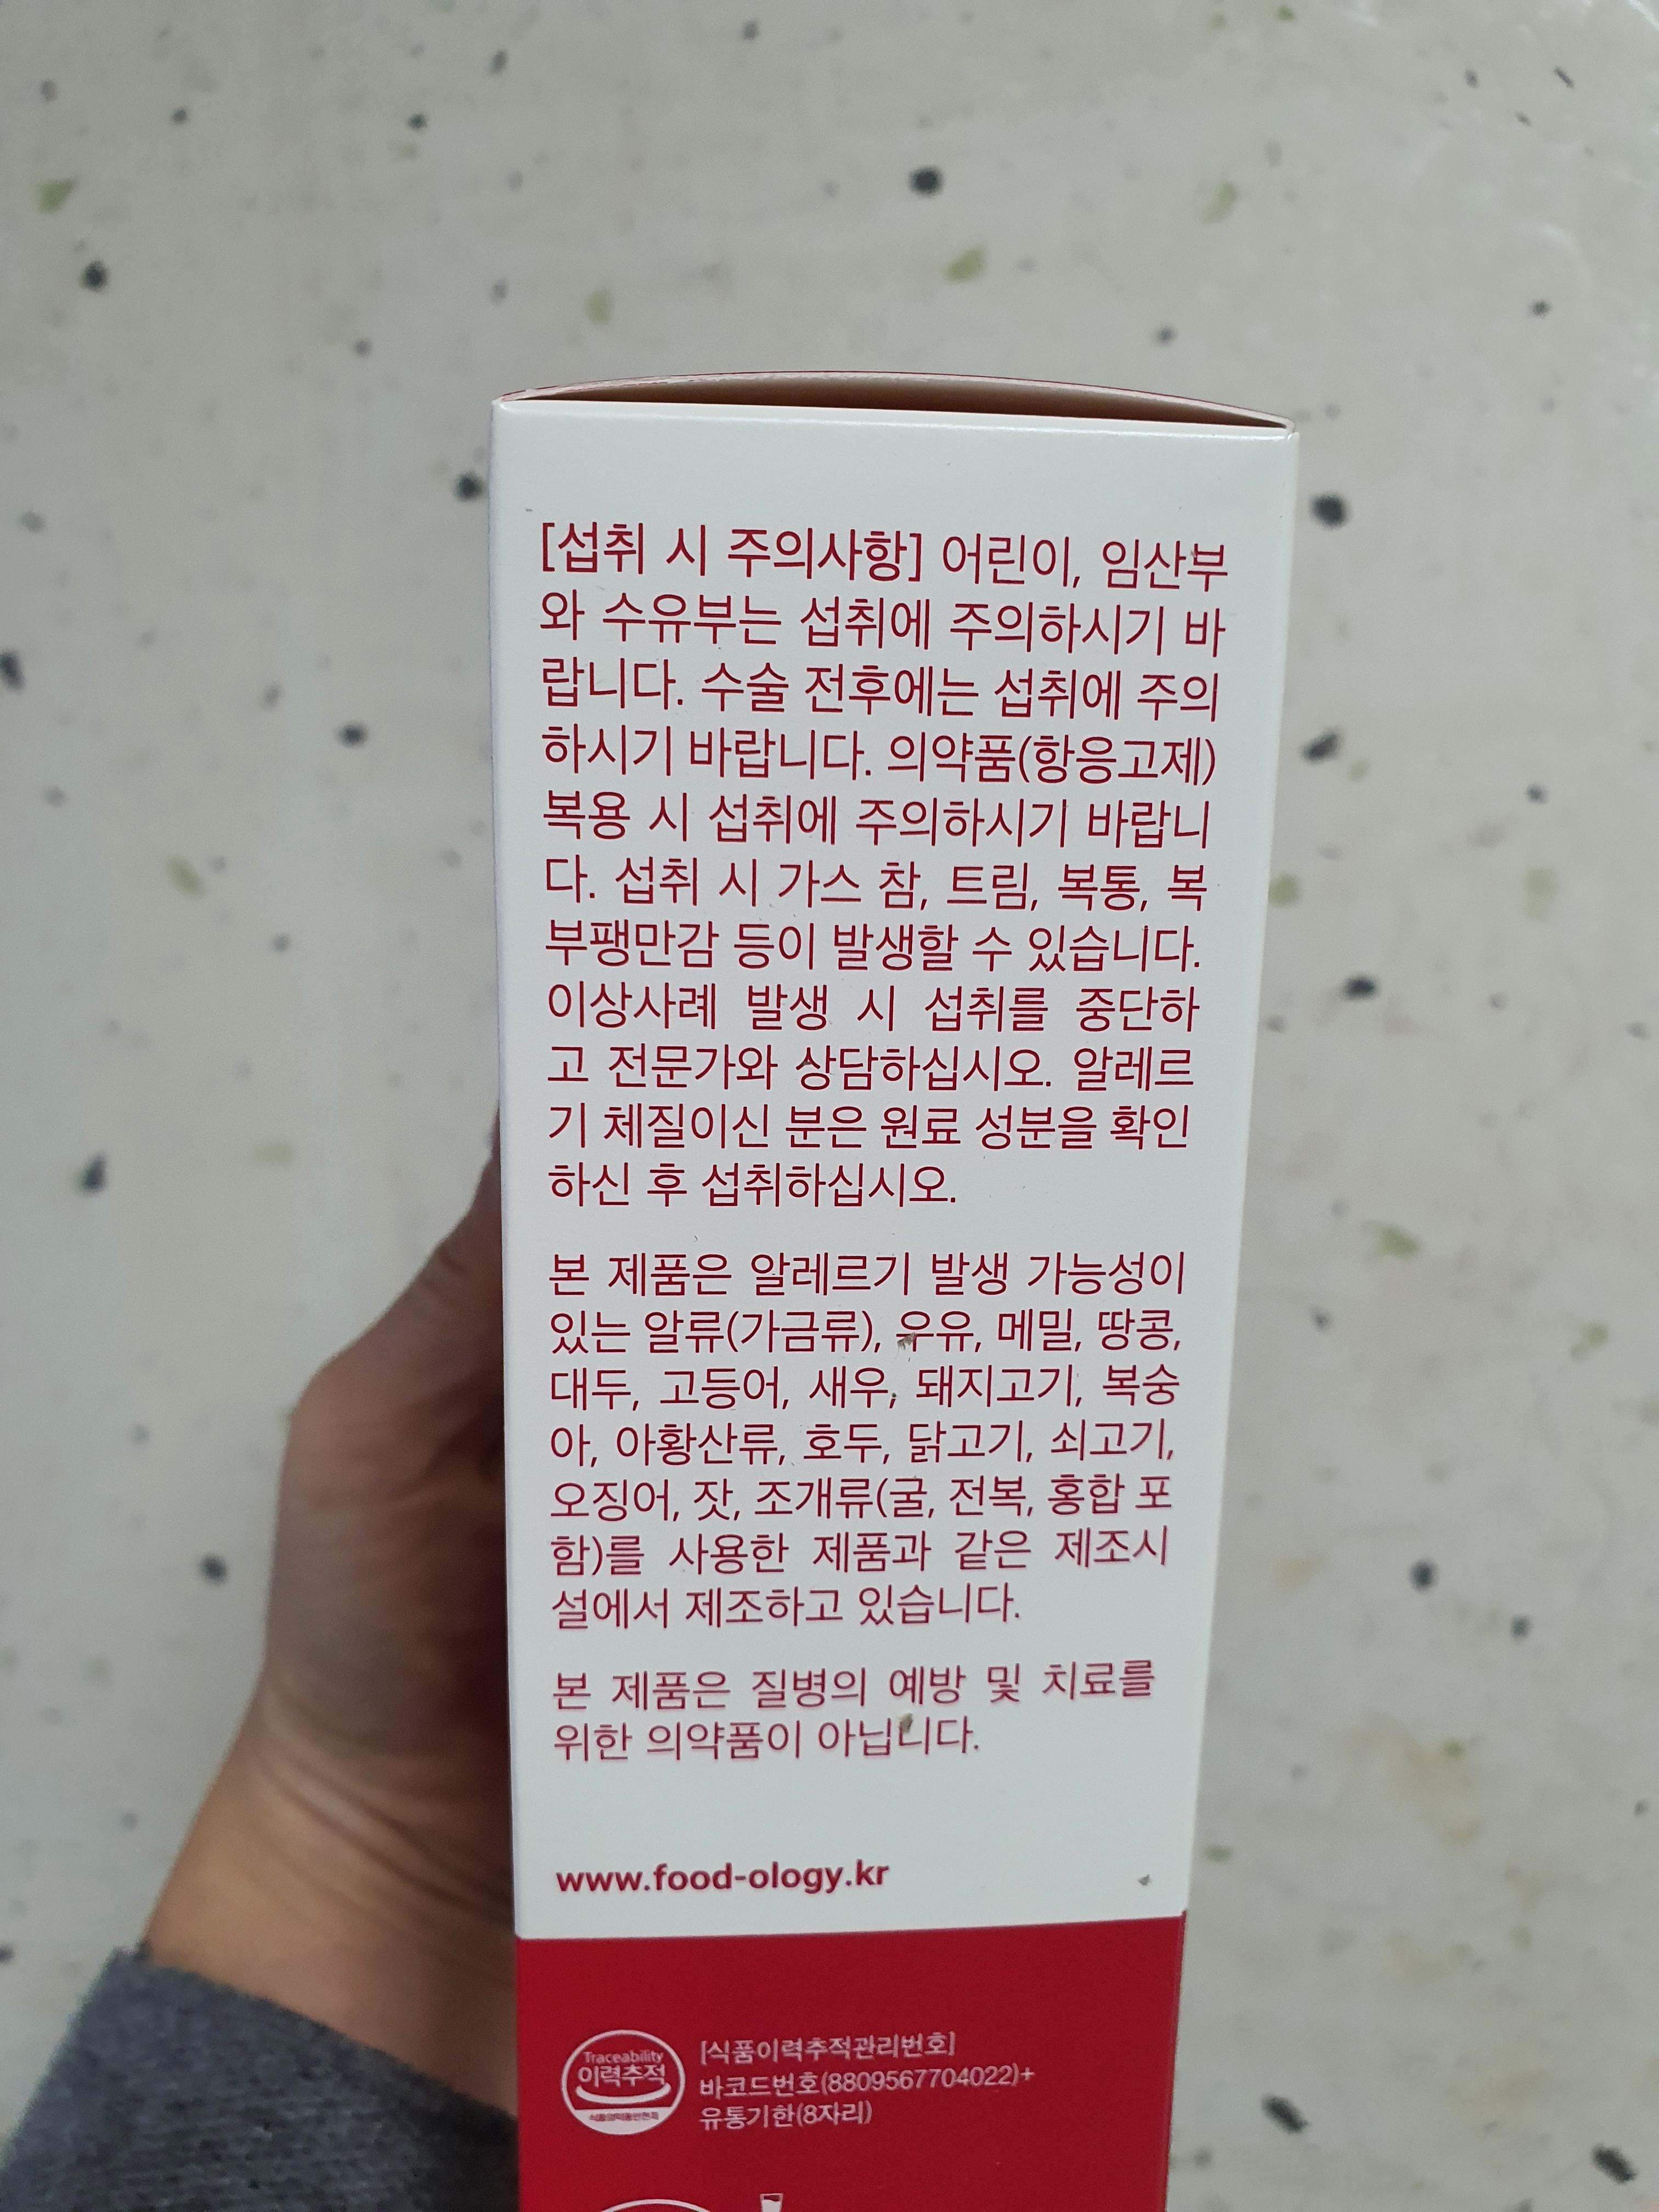 [섭취 시 주의사항] 어린이, 임산부
와 수유부는 섭취에 주의하시기 바
랍니다. 수술 전후에는 섭취에 주의
하시기 바랍니다. 의약품(항응고제)
복용 시 섭취에 주의하시기 바랍니
다. 섭취 시 가스 참, 트림, 복통, 복
부팽만감 등이 발생할 수 있습니다.
이상사례 발생 시 섭취를 중단하
고 전문가와 상담하십시오. 알레르
기 체질이신 분은 원료 성분을 확인
하신 후 섭취하십시오.
본 제품은 알레르기 발생 가능성이
있는 알류(가금류), 우유, 메밀, 땅콩,
대두, 고등어, 새우, 돼지고기, 복숭
아, 아황산류, 호두, 닭고기, 쇠고기,
오징어, 잣, 조개류(굴, 전복, 홍합 포
함)를 사용한 제품과 같은 제조시
설에서 제조하고 있습니다.
본 제품은 질병의 예방 및 치료를
위한 의약품이 아닙니다.
www.food-ology.kr
Traceability
이력추적
식품의약품안전처
[식품이력추적관리번호]
바코드번호(8809567704022)+
유통기한(8자리)